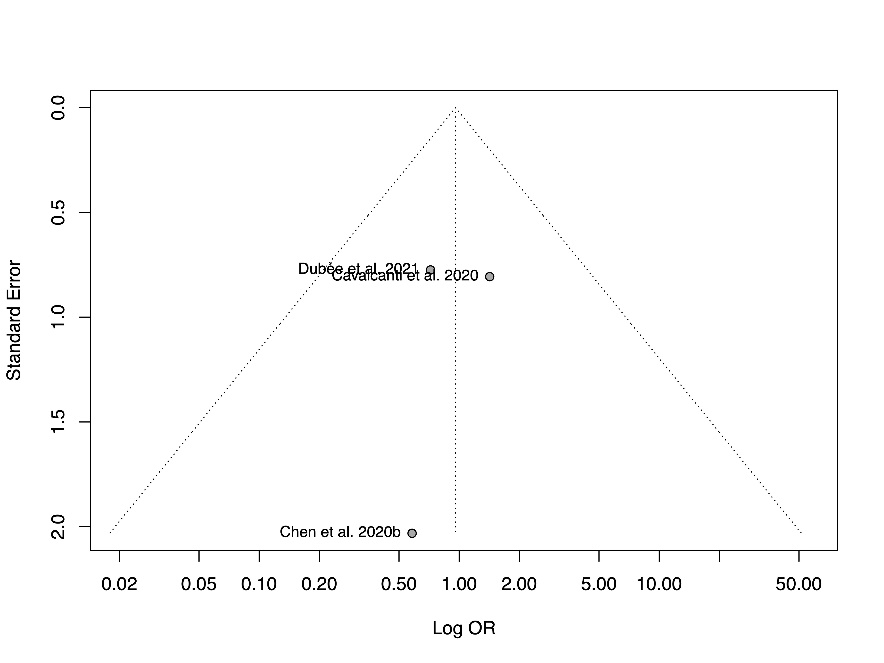 0.0
0.5
1.0
1.5
2.0
Standard Error
Dubée et al. 2021
Cavalcanti et al. 2020
Chen et al. 2020b
0.02 0.05 0.10 0.20 0.50 1.00 2.00 5.00 10.00 50.00
Log OR